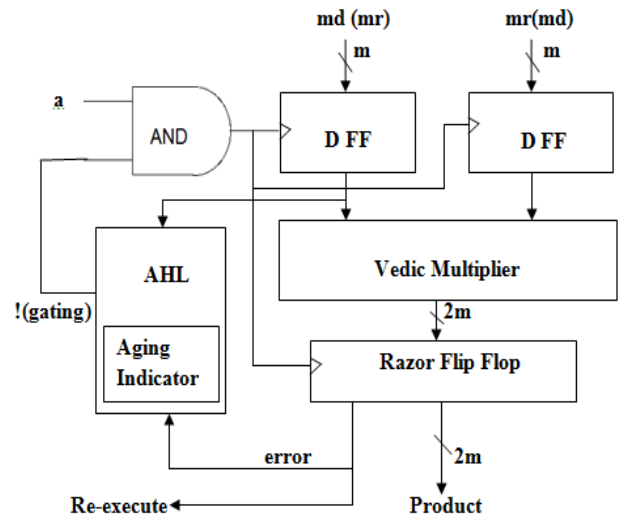 md (mr)
mr(md)
m
m
a
AND
D FF
D FF
AHL
Vedic Multiplier
!(gating)
2m
Aging
Indicator
Razor Flip Flop
error
2m
Re-execute
Product